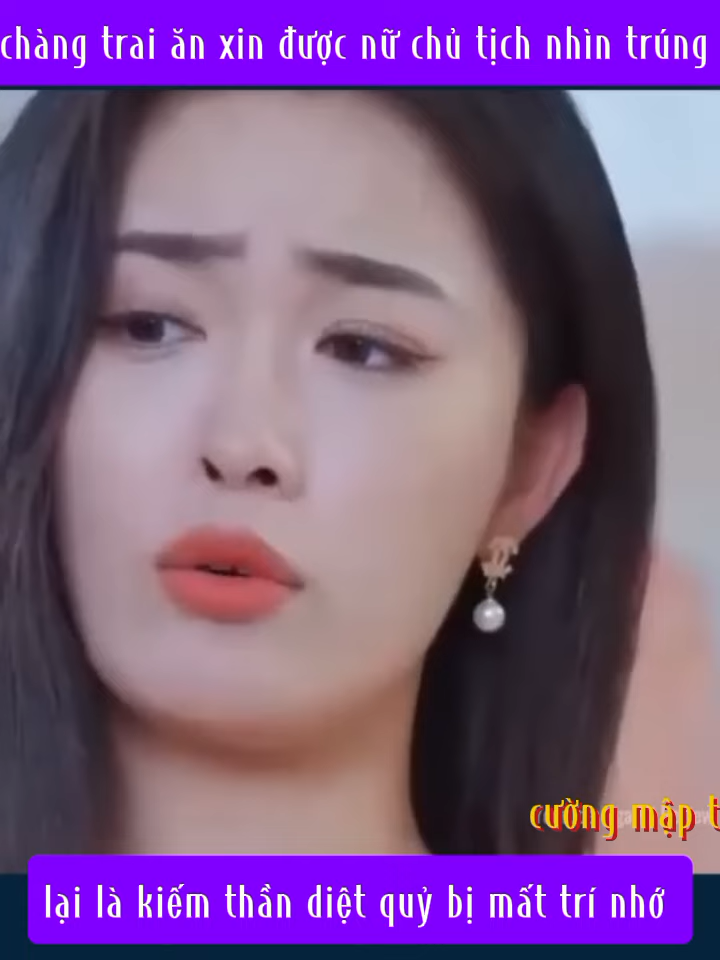 chàng trai ăn xin được nữ chủ tịch nhìn trúng
cường mập
lại là kiếm thần diệt quỷ bị mất trí nhớ